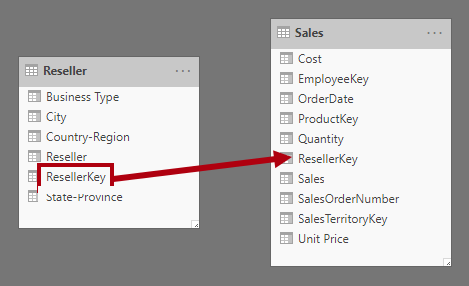 Reseller
Business Type
City
Country-Region
Reseller
ResellerKey
State-Province
Sales
Cost
EmployeeKey
OrderDate
ProductKey
Quantity
ResellerKey
Sales
SalesOrderNumber
SalesTerritoryKey
Unit Price